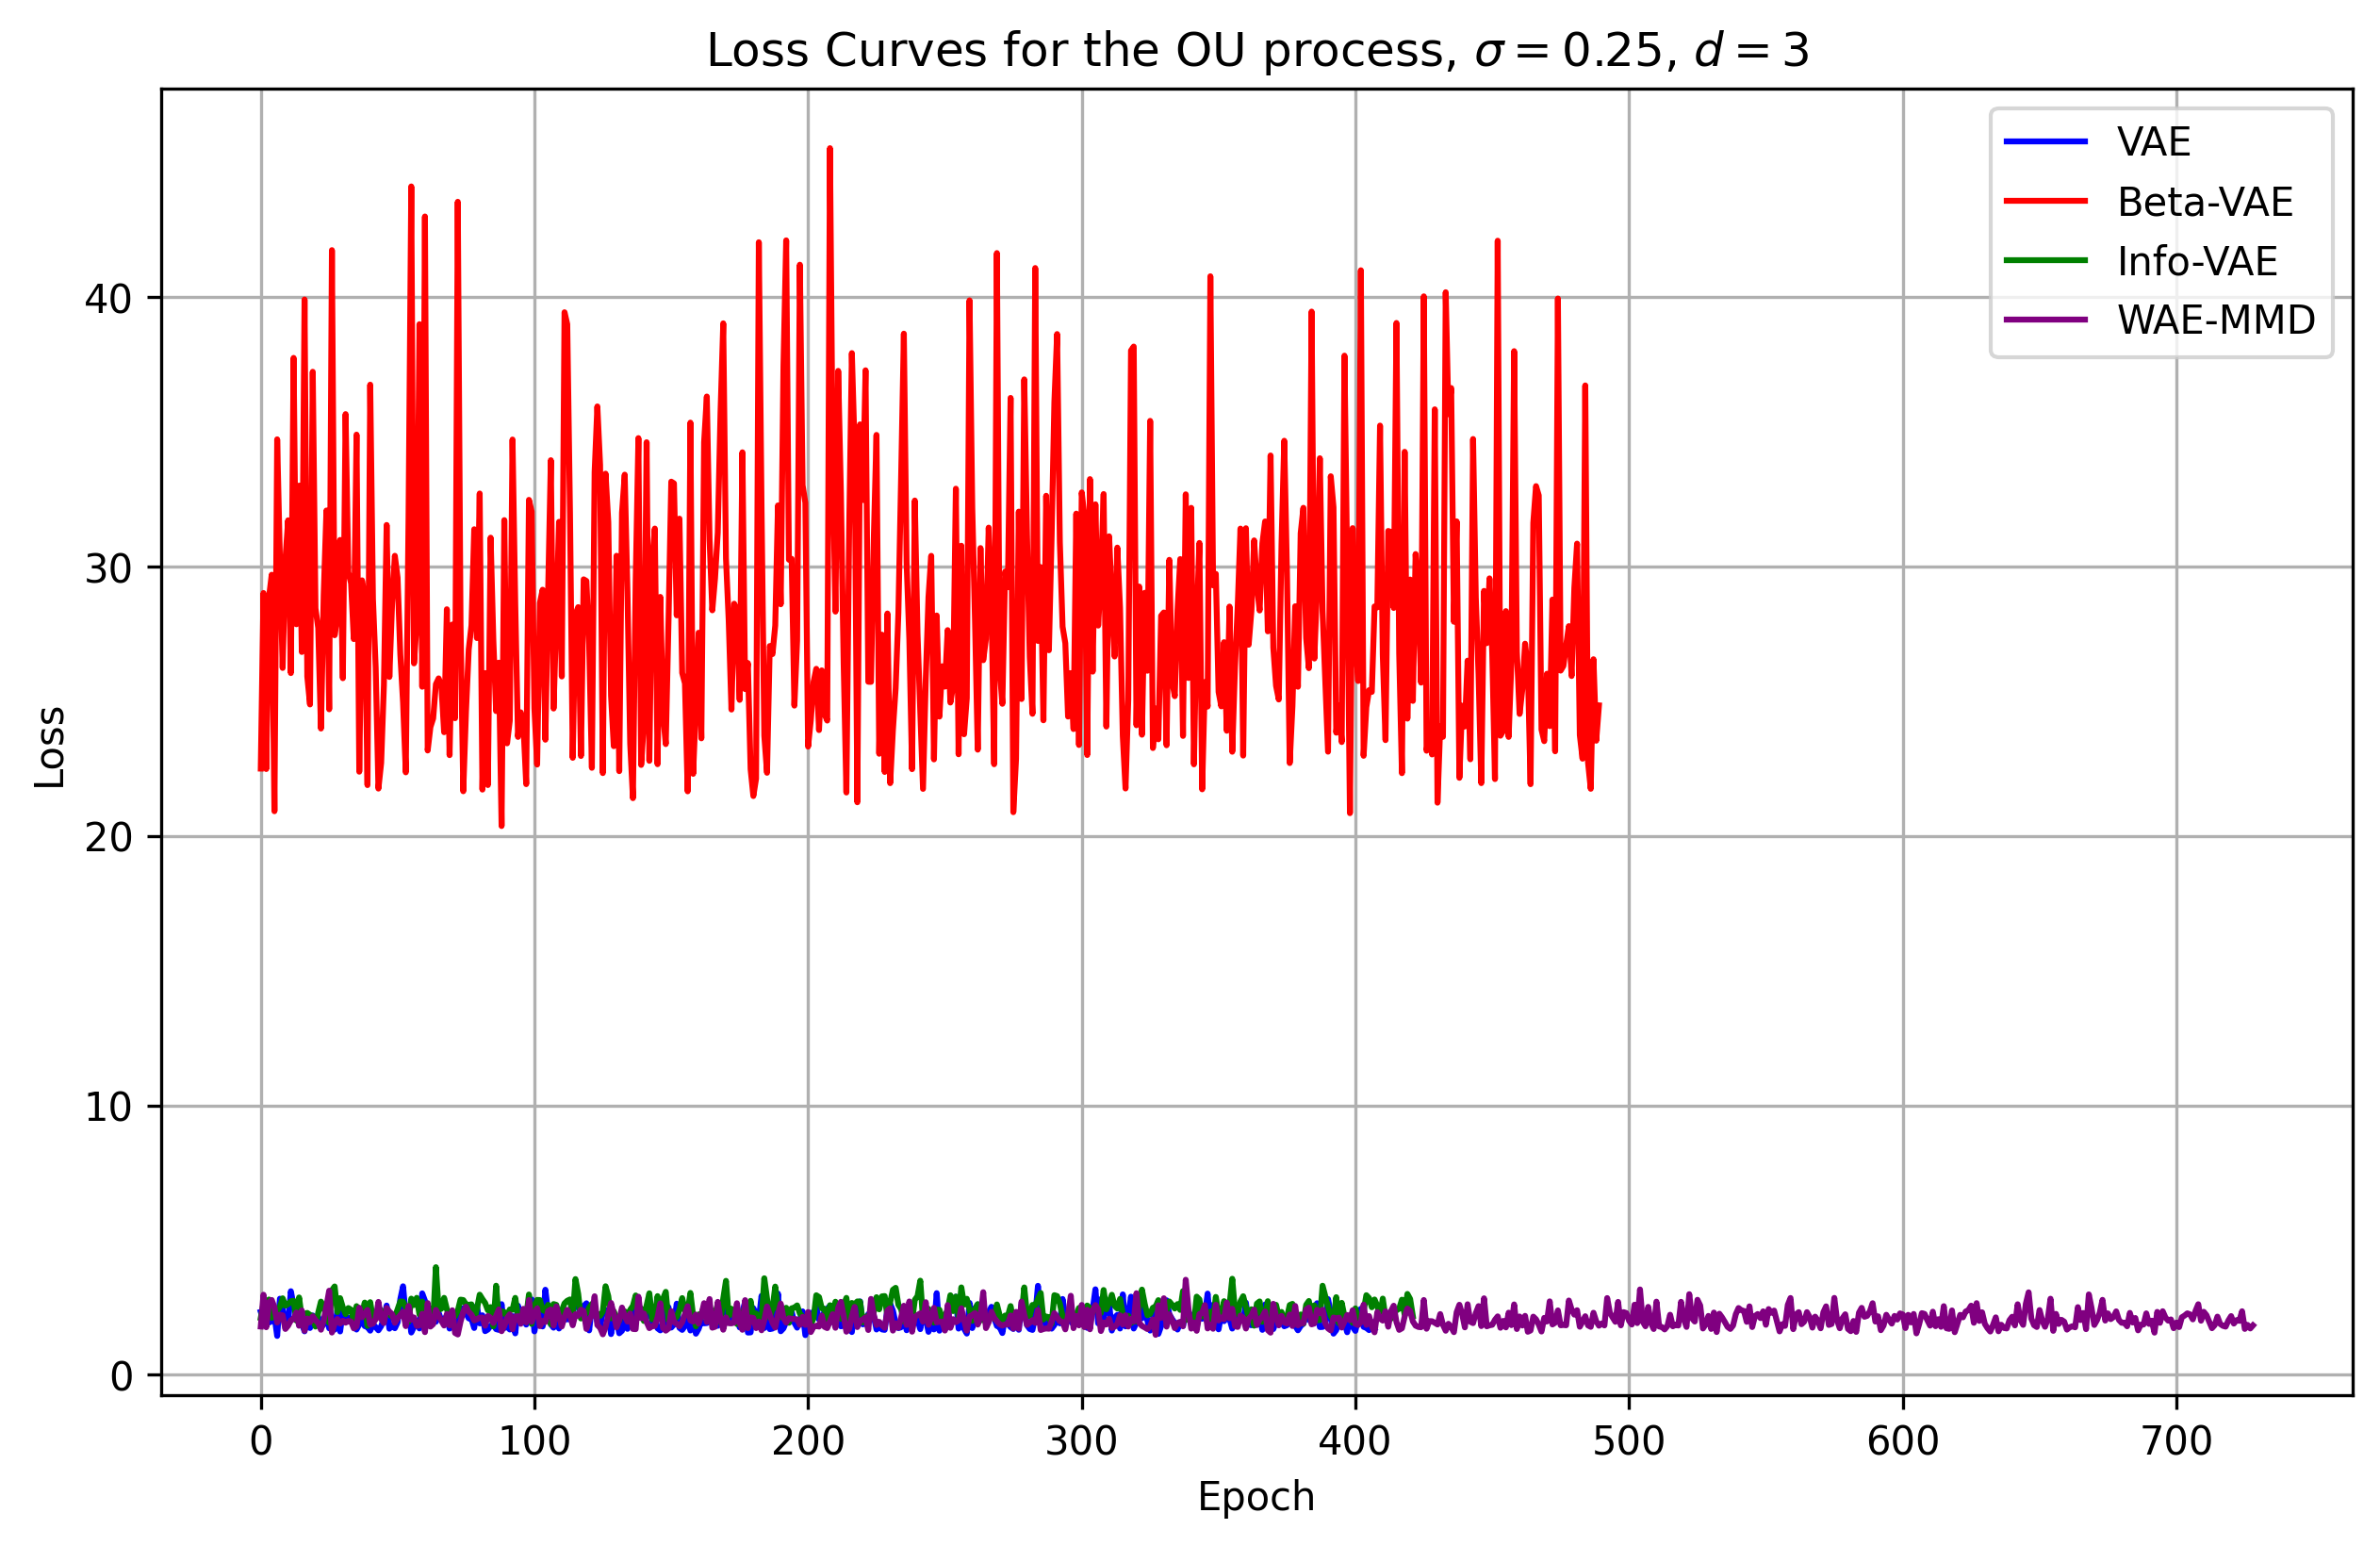 Loss Curves for the OU process, σ = 0.25, d = 3
VAE
Beta-VAE
Info-VAE
WAE-MMD
40
30
20
10
0
Loss
0 100 200 300 400 500 600 700
Epoch